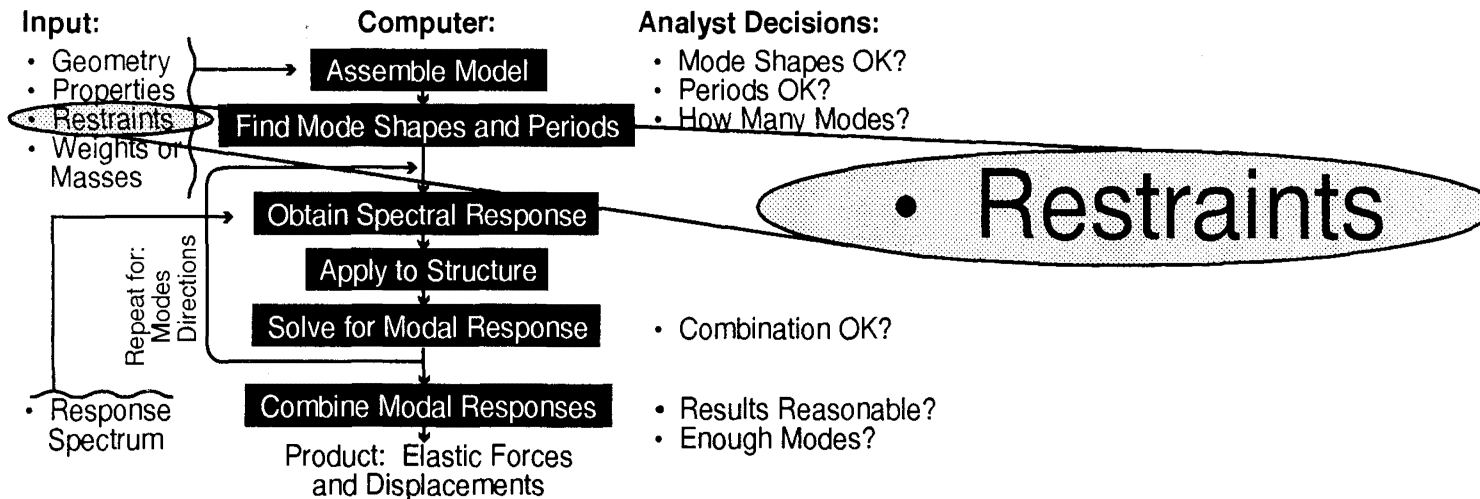 Input:
• Geometry
• Properties
• Restraints
• Weights or
Masses
Repeat for:
Modes
Directions
• Response
Spectrum
Computer:
Assemble Model
Find Mode Shapes and Periods
Obtain Spectral Response
Apply to Structure
Solve for Modal Response
Combine Modal Responses
Product: Elastic Forces
and Displacements
Analyst Decisions:
• Mode Shapes OK?
• Periods OK?
• How Many Modes?
• Combination OK?
• Results Reasonable?
• Enough Modes?
• Restraints